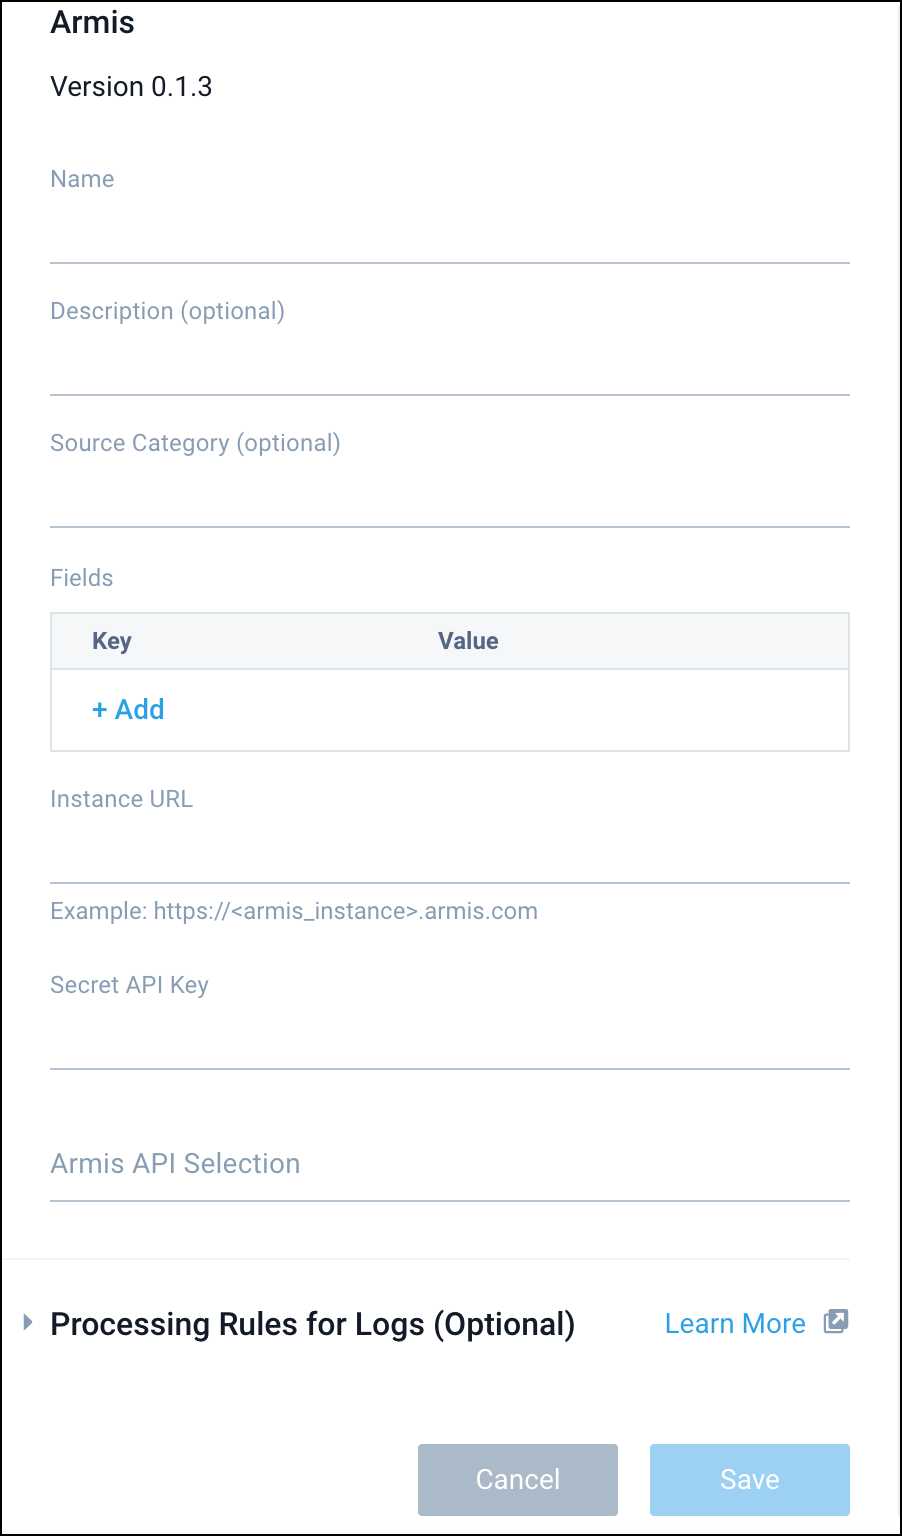 Armis
Version 0.1.3
Name
Description (optional)
Source Category (optional)
Fields
Key Value
+ Add
Instance URL
Example: https://<armis_instance>.armis.com
Secret API Key
Armis API Selection
Processing Rules for Logs (Optional) Learn More
Cancel Save